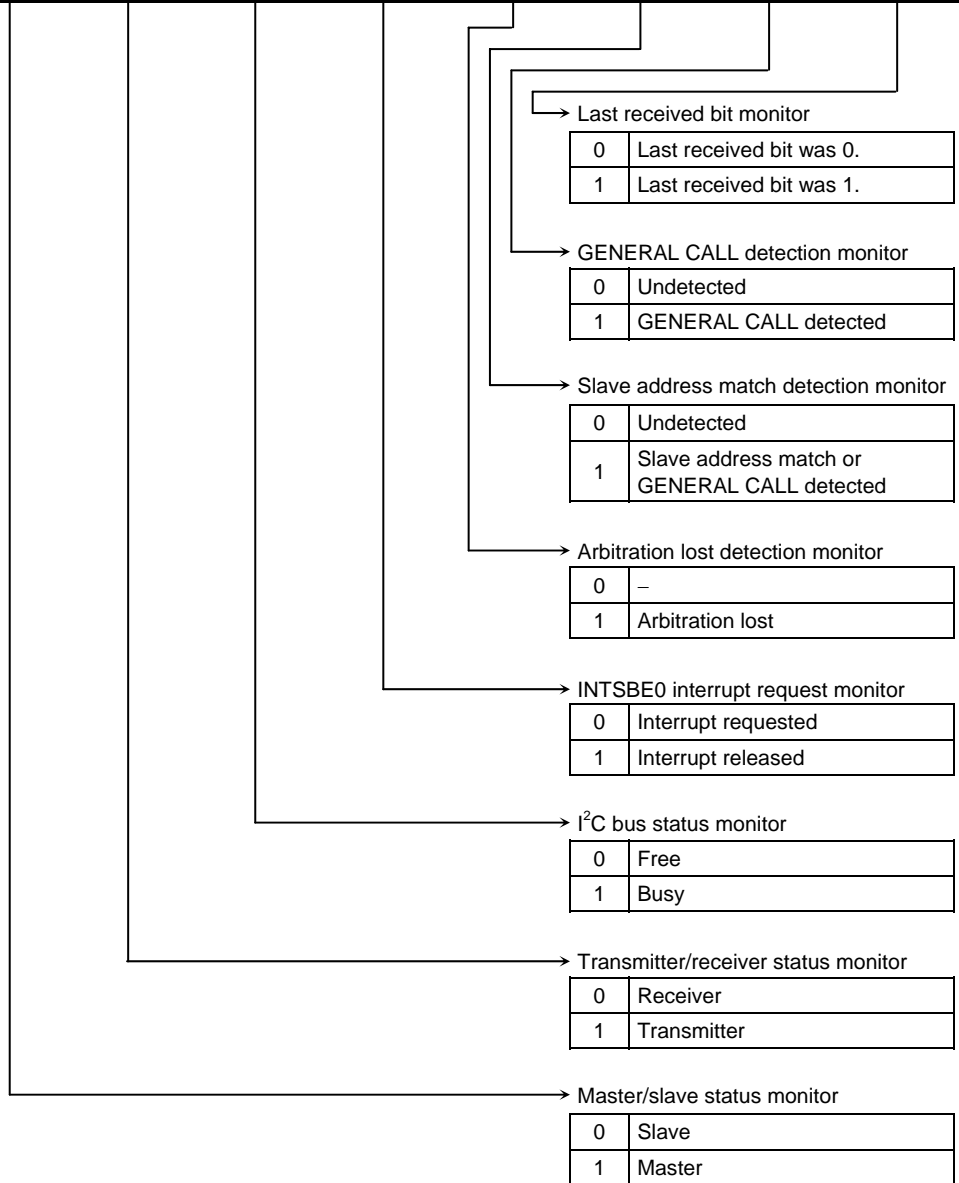 Last received bit monitor
0 Last received bit was 0.
1 Last received bit was 1.
GENERAL CALL detection monitor
0 Undetected
1 GENERAL CALL detected
Slave address match detection monitor
0 Undetected
1 Slave address match or
GENERAL CALL detected
Arbitration lost detection monitor
0 –
1 Arbitration lost
INTSBE0 interrupt request monitor
0 Interrupt requested
1 Interrupt released
I²C bus status monitor
0 Free
1 Busy
Transmitter/receiver status monitor
0 Receiver
1 Transmitter
Master/slave status monitor
0 Slave
1 Master